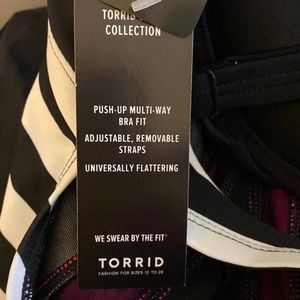 TORRID
COLLECTION
PUSH-UP MULTI-WAY
BRA FIT
ADJUSTABLE, REMOVABLE
STRAPS
UNIVERSALLY FLATTERING
WE SWEAR BY THE FIT*
TORRID
FASHION FOR SIZES 12 TO 28